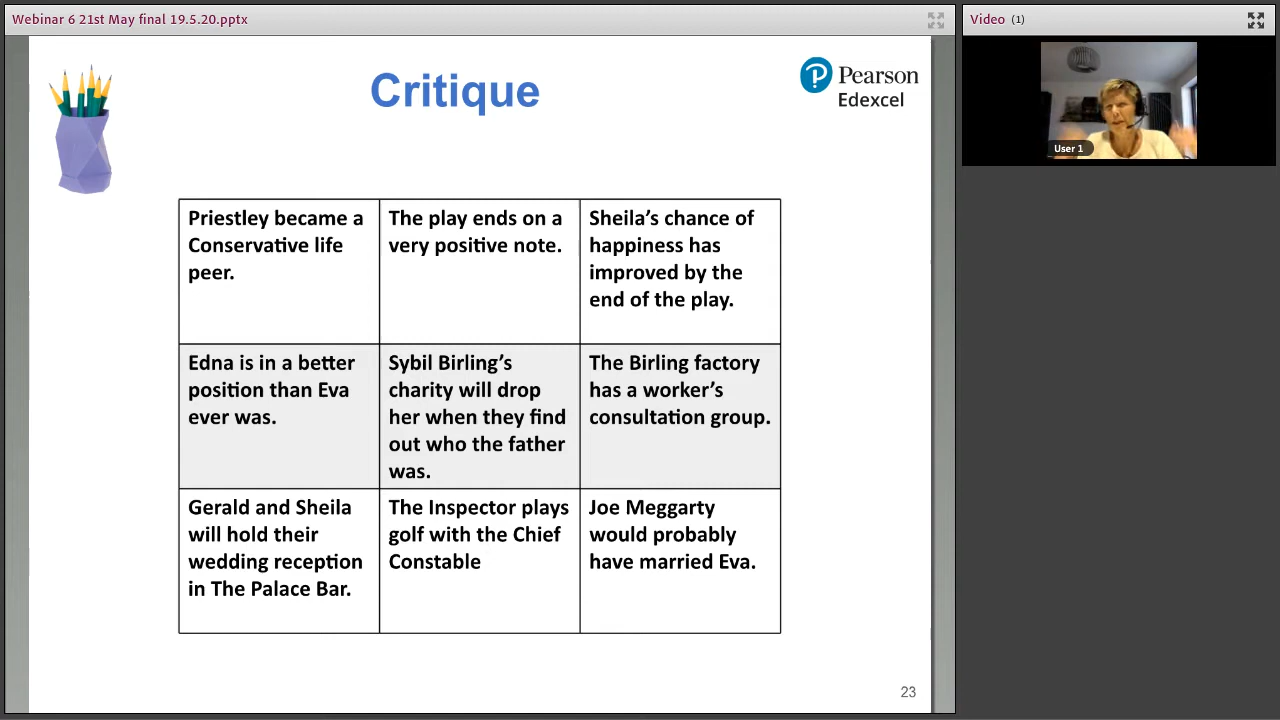 Webinar 6 21st May final 19.5.20.pptx
Video (1)
Critique
Pearson
Edexcel
User 1
Priestley became a
Conservative life
peer.
The play ends on a
very positive note.
Sheila's chance of
happiness has
improved by the
end of the play.
Edna is in a better
position than Eva
ever was.
Sybil Birling's
charity will drop
her when they find
out who the father
was.
The Birling factory
has a worker's
consultation group.
Gerald and Sheila
will hold their
wedding reception
in The Palace Bar.
The Inspector plays
golf with the Chief
Constable
Joe Meggarty
would probably
have married Eva.
23